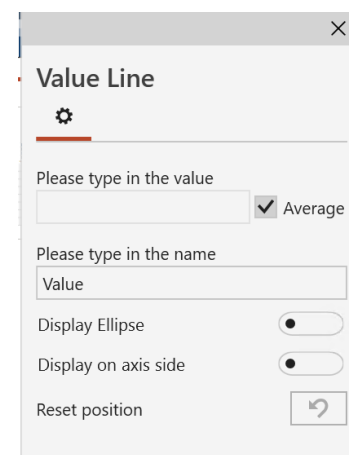 Value Line
Please type in the value
Average
Please type in the name
Value
Display Ellipse
Display on axis side
Reset position